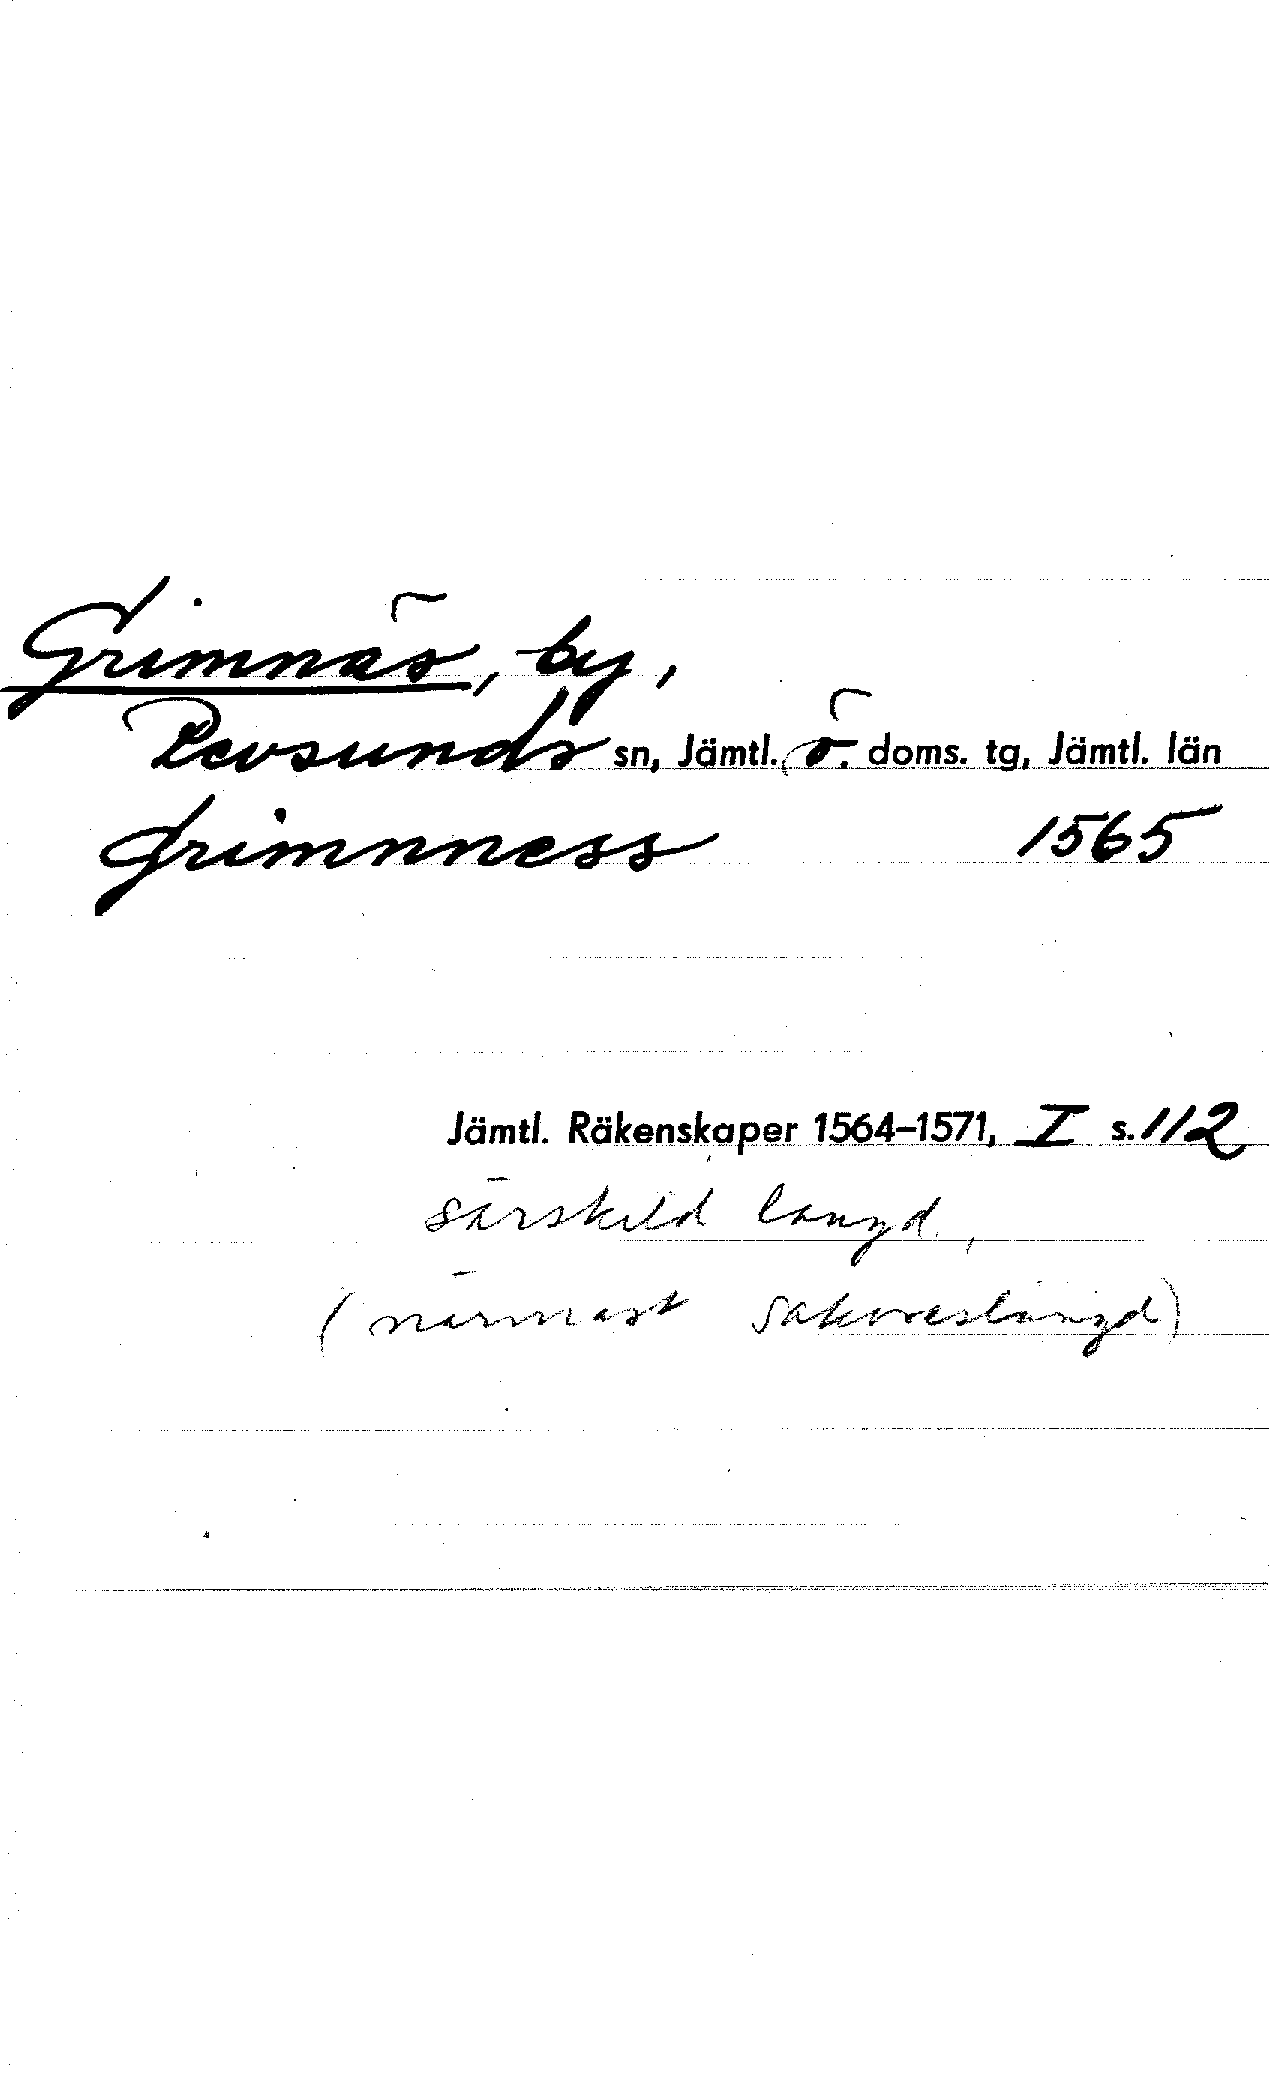 Grimnäs, by,
Revsunds sn, Jämtl. ö. doms. tg, Jämtl. län
Grimnness 1565
Jämtl. Räkenskaper 1564–1571, I s. 112
särskild längd,
(närmast saköreslängd)